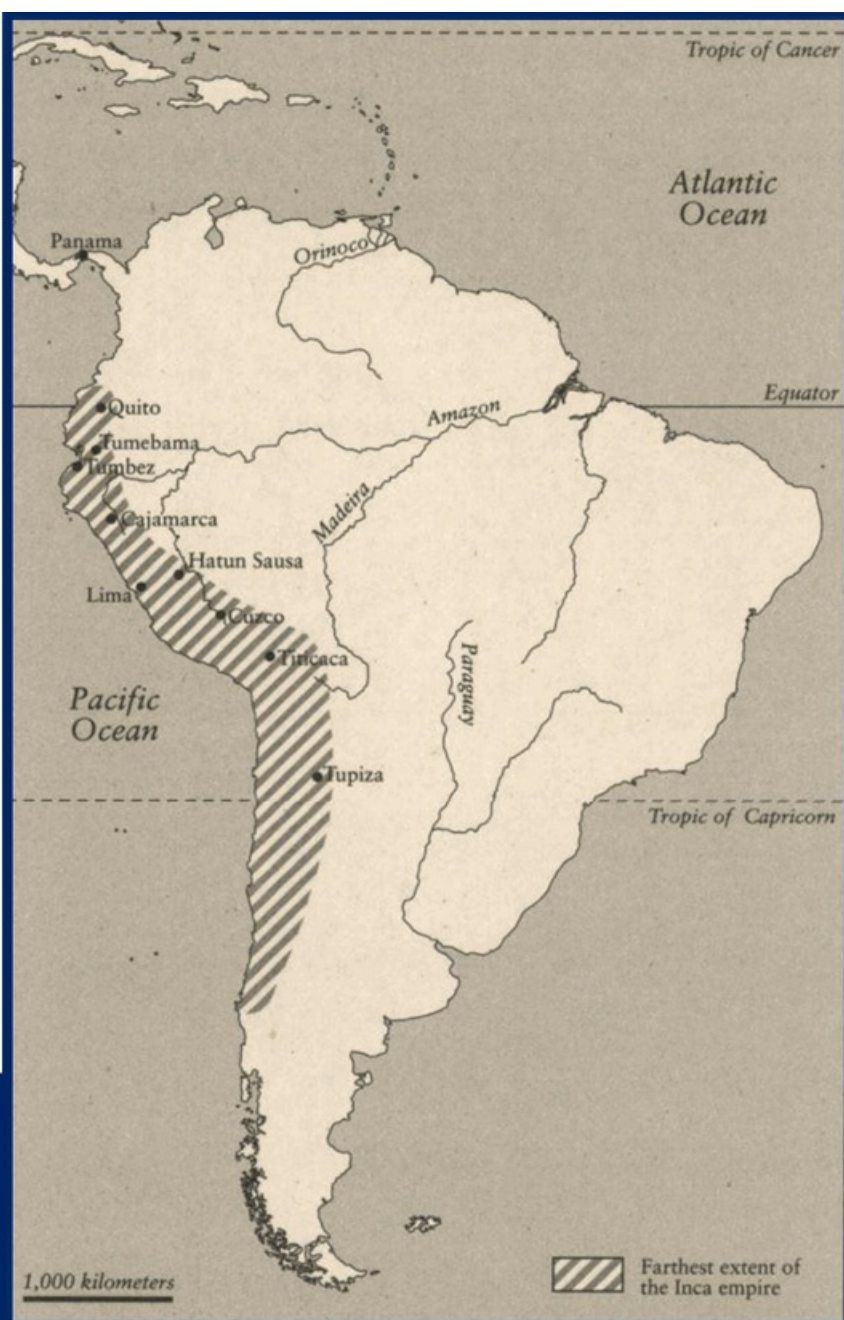 Tropic of Cancer
Atlantic
Ocean
Panama
Orinoco
Equator
Quito
Amazon
Tumebama
Tumbez
Cajamarca
Madeira
Hatun Sausa
Lima
Cuzco
Titicaca
Paraguay
Pacific
Ocean
Tupiza
Tropic of Capricorn
Farthest extent of
the Inca empire
1,000 kilometers